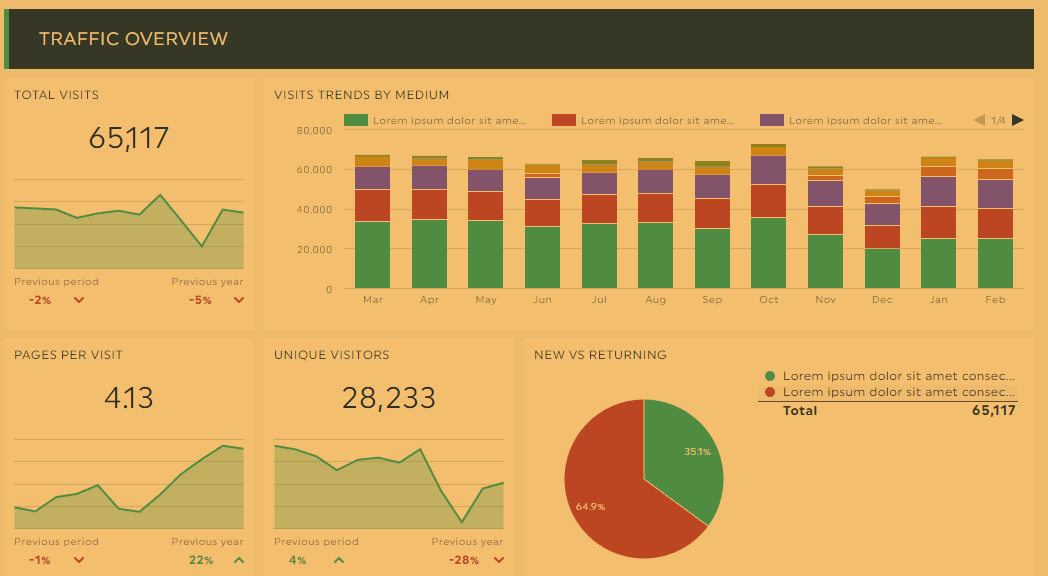 TRAFFIC OVERVIEW
TOTAL VISITS
65,117
Previous period Previous year
-2% -5%
VISITS TRENDS BY MEDIUM
Lorem ipsum dolor sit ame... Lorem ipsum dolor sit ame... Lorem ipsum dolor sit ame... 1/4
80,000
60,000
40,000
20,000
0
Mar Apr May Jun Jul Aug Sep Oct Nov Dec Jan Feb
PAGES PER VISIT
4.13
Previous period Previous year
-1% 22%
UNIQUE VISITORS
28,233
Previous period Previous year
4% -28%
NEW VS RETURNING
Lorem ipsum dolor sit amet consec...
Lorem ipsum dolor sit amet consec...
Total 65,117
35.1%
64.9%